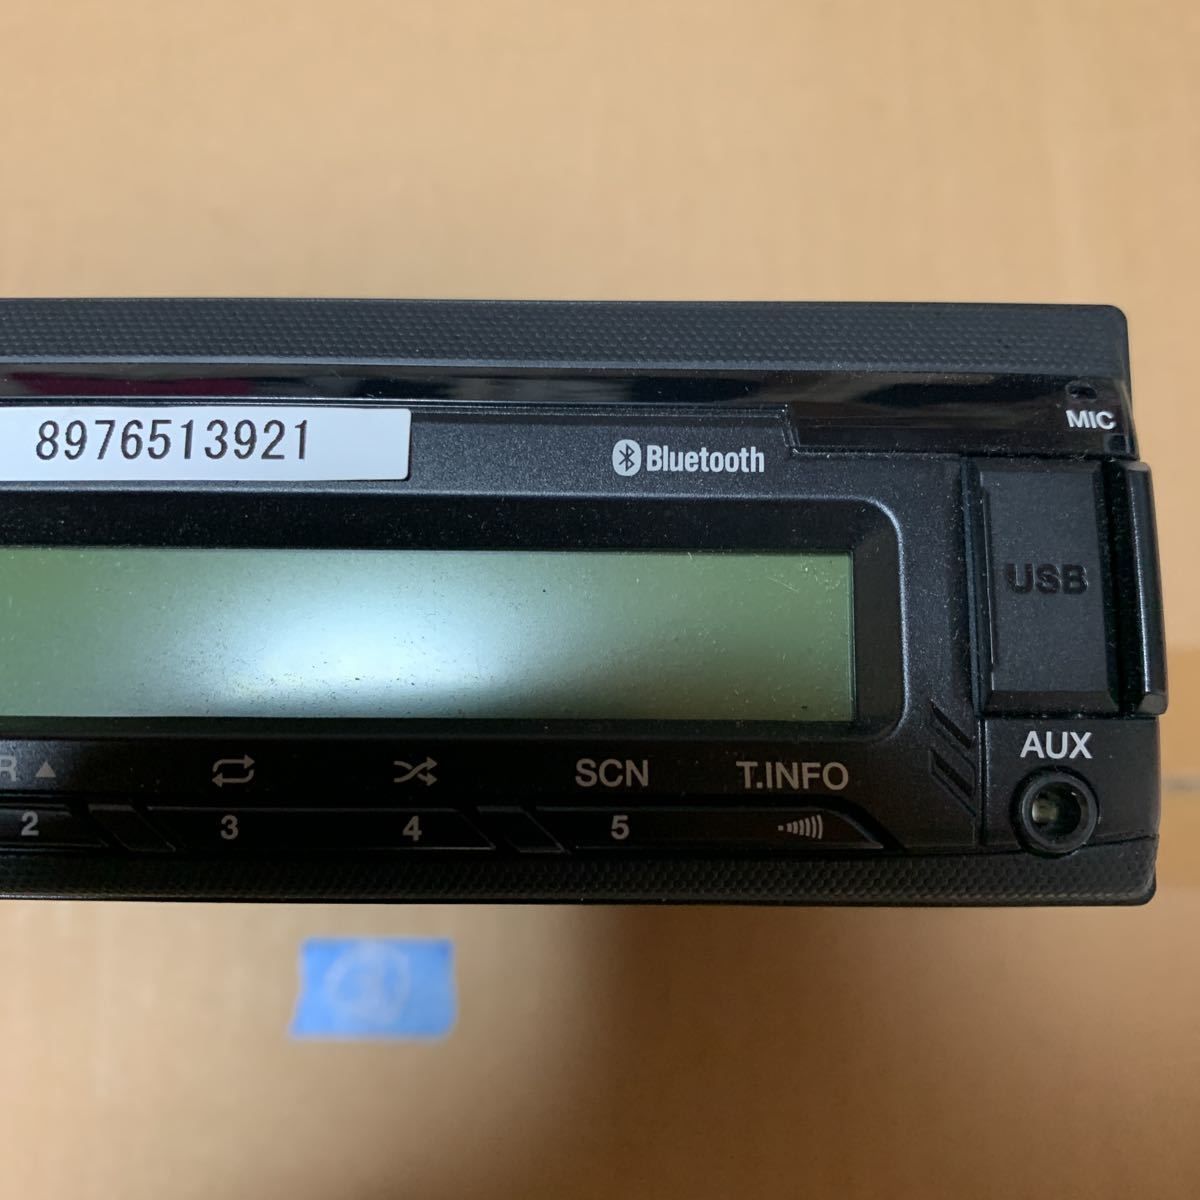 MIC
8976513921
Bluetooth
USB
AUX
R ▲ SCN T.INFO
2 3 4 5